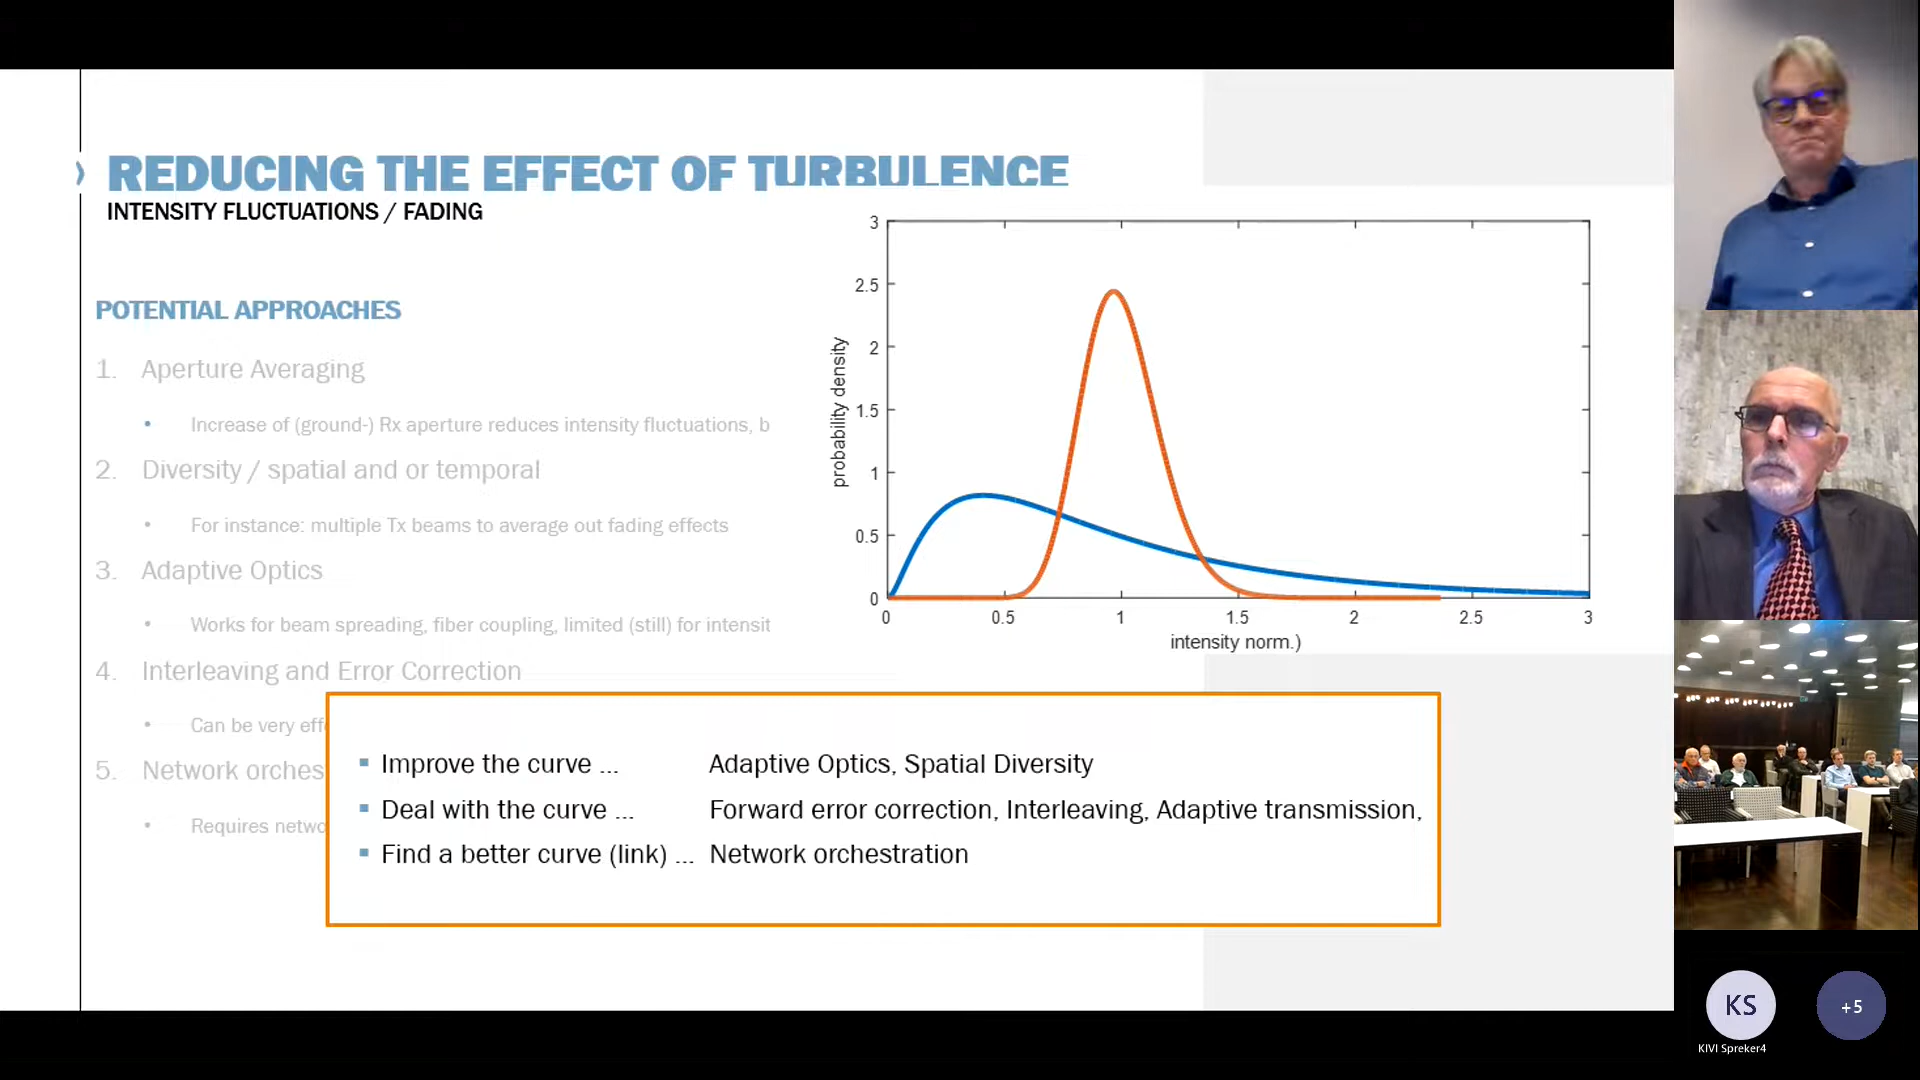 REDUCING THE EFFECT OF TURBULENCE
INTENSITY FLUCTUATIONS / FADING
POTENTIAL APPROACHES
1. Aperture Averaging
• Increase of (ground-) Rx aperture reduces intensity fluctuations, b
2. Diversity / spatial and or temporal
• For instance: multiple Tx beams to average out fading effects
3. Adaptive Optics
• Works for beam spreading, fiber coupling, limited (still) for intensit
4. Interleaving and Error Correction
• Can be very eff
5. Network orches
• Requires netwo
3
2.5
2
1.5
1
0.5
0
probability density
0 0.5 1 1.5 2 2.5 3
intensity norm.)
▪ Improve the curve ... Adaptive Optics, Spatial Diversity
▪ Deal with the curve ... Forward error correction, Interleaving, Adaptive transmission,
▪ Find a better curve (link) ... Network orchestration
KS
+5
KIVI Spreker4